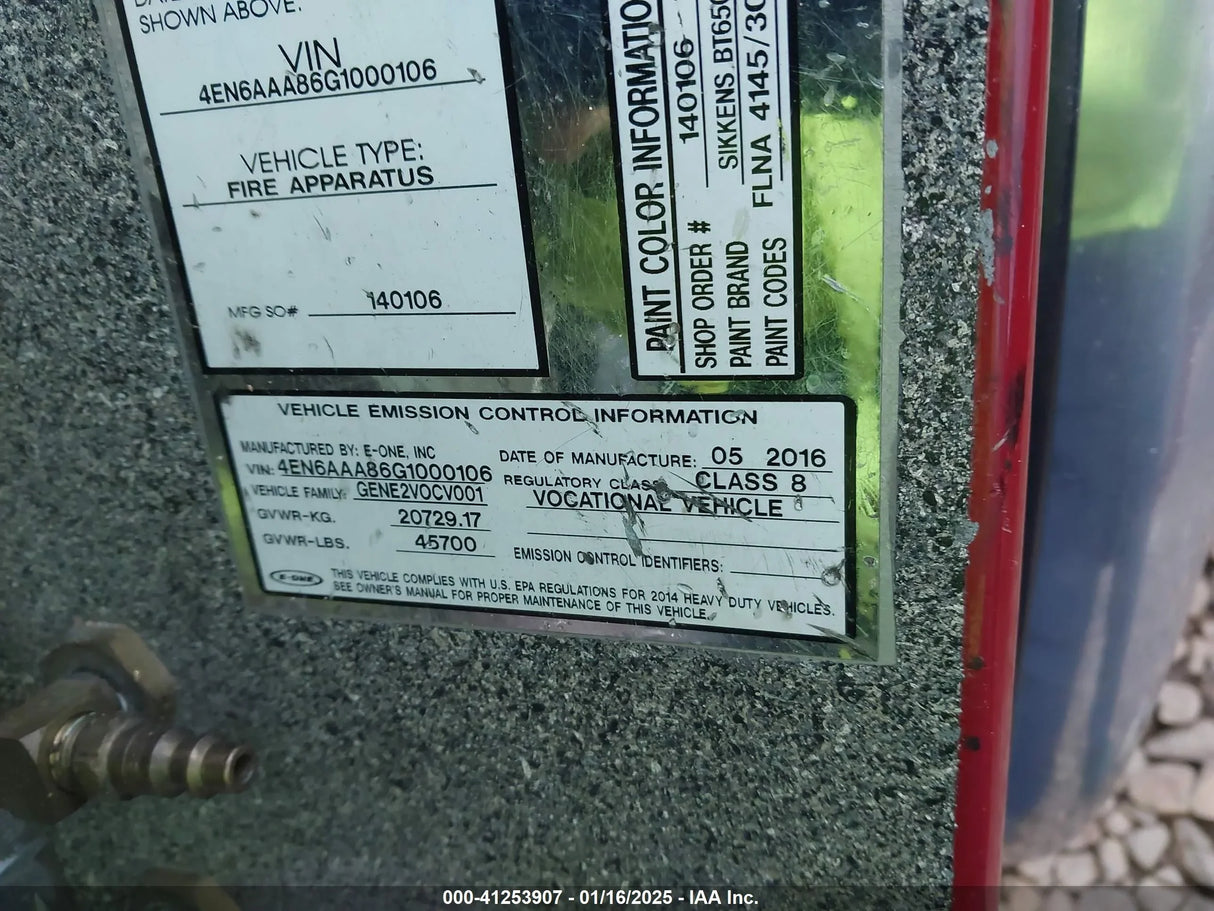 SHOWN ABOVE.
VIN
4EN6AAA86G1000106
VEHICLE TYPE:
FIRE APPARATUS
MFG SO# 140106
PAINT COLOR INFORMATIO
SHOP ORDER # 140106
PAINT BRAND SIKKENS BT650
PAINT CODES FLNA 4145/30
VEHICLE EMISSION CONTROL INFORMATION
MANUFACTURED BY: E-ONE, INC
VIN: 4EN6AAA86G1000106
VEHICLE FAMILY: GENE2VOCV001
GVWR-KG. 20729.17
GVWR-LBS. 45700
DATE OF MANUFACTURE: 05 2016
REGULATORY CLASS CLASS 8
VOCATIONAL VEHICLE
EMISSION CONTROL IDENTIFIERS:
E-ONE
THIS VEHICLE COMPLIES WITH U.S. EPA REGULATIONS FOR 2014 HEAVY DUTY VEHICLES.
SEE OWNER'S MANUAL FOR PROPER MAINTENANCE OF THIS VEHICLE.
000-41253907 - 01/16/2025 - IAA Inc.